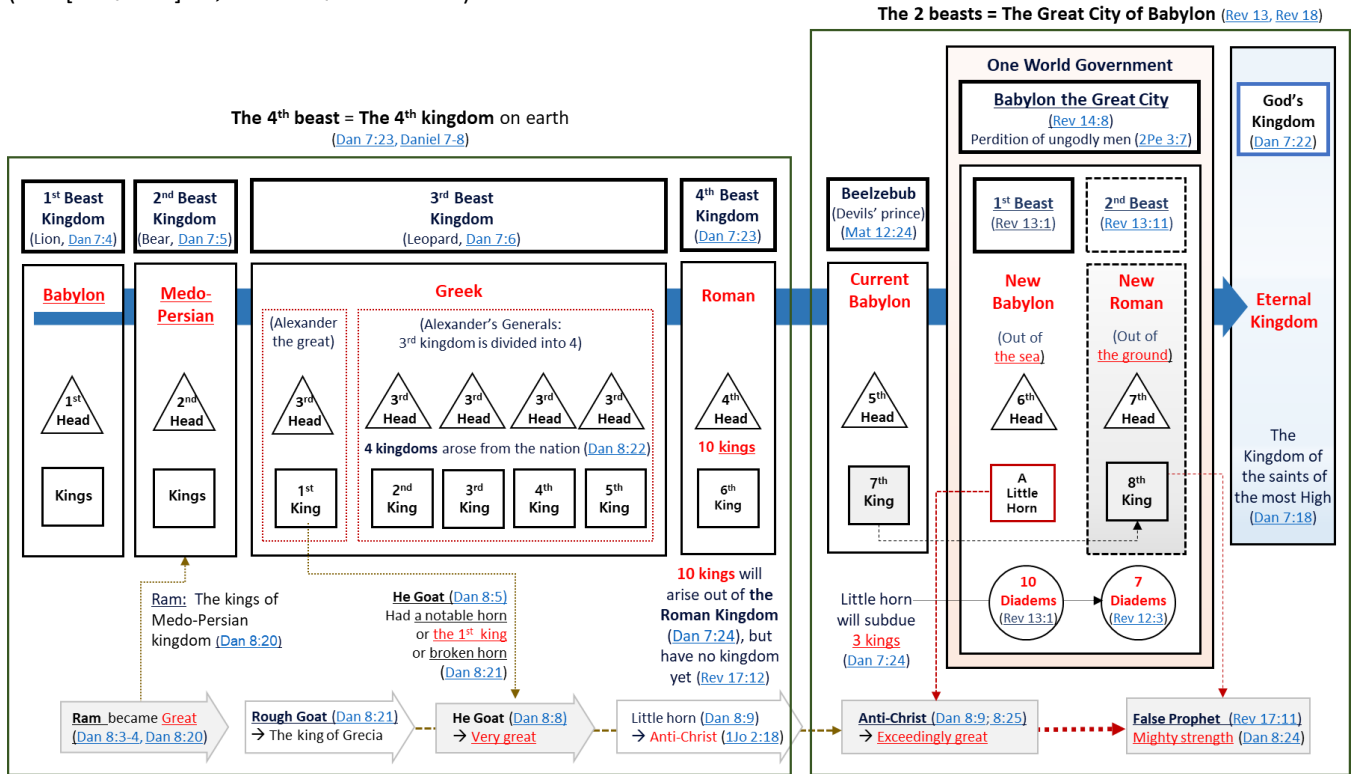 The 2 beasts = The Great City of Babylon (Rev 13, Rev 18)
The 4th beast = The 4th kingdom on earth
(Dan 7:23, Daniel 7-8)
1st Beast
Kingdom
(Lion, Dan 7:4)
2nd Beast
Kingdom
(Bear, Dan 7:5)
3rd Beast
Kingdom
(Leopard, Dan 7:6)
4th Beast
Kingdom
(Dan 7:23)
Babylon
Medo-
Persian
Greek
Roman
(Alexander
the great)
(Alexander's Generals:
3rd kingdom is divided into 4)
1st
Head
2nd
Head
3rd
Head
3rd
Head
3rd
Head
3rd
Head
3rd
Head
4th
Head
4 kingdoms arose from the nation (Dan 8:22)
10 kings
Kings
Kings
1st
King
2nd
King
3rd
King
4th
King
5th
King
6th
King
Ram: The kings of
Medo-Persian
kingdom (Dan 8:20)
He Goat (Dan 8:5)
Had a notable horn
or the 1st king
or broken horn
(Dan 8:21)
10 kings will
arise out of the
Roman Kingdom
(Dan 7:24), but
have no kingdom
yet (Rev 17:12)
One World Government
Babylon the Great City
(Rev 14:8)
Perdition of ungodly men (2Pe 3:7)
God's
Kingdom
(Dan 7:22)
Beelzebub
(Devils' prince)
(Mat 12:24)
1st Beast
(Rev 13:1)
2nd Beast
(Rev 13:11)
Current
Babylon
New
Babylon
New
Roman
Eternal
Kingdom
(Out of
the sea)
(Out of
the ground)
5th
Head
6th
Head
7th
Head
7th
King
A
Little
Horn
8th
King
The
Kingdom of
the saints of
the most High
(Dan 7:18)
10
Diadems
(Rev 13:1)
7
Diadems
(Rev 12:3)
Little horn
will subdue
3 kings
(Dan 7:24)
Ram became Great
(Dan 8:3-4, Dan 8:20)
Rough Goat (Dan 8:21)
→ The king of Grecia
He Goat (Dan 8:8)
→ Very great
Little horn (Dan 8:9)
→ Anti-Christ (1Jo 2:18)
Anti-Christ (Dan 8:9; 8:25)
→ Exceedingly great
False Prophet (Rev 17:11)
Mighty strength (Dan 8:24)